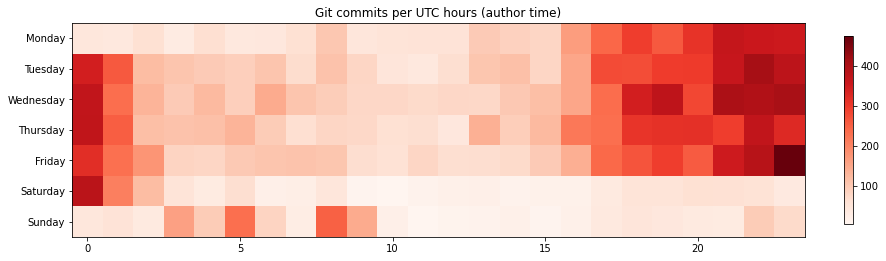 Git commits per UTC hours (author time)
Monday
Tuesday
Wednesday
Thursday
Friday
Saturday
Sunday
0 5 10 15 20
400
300
200
100